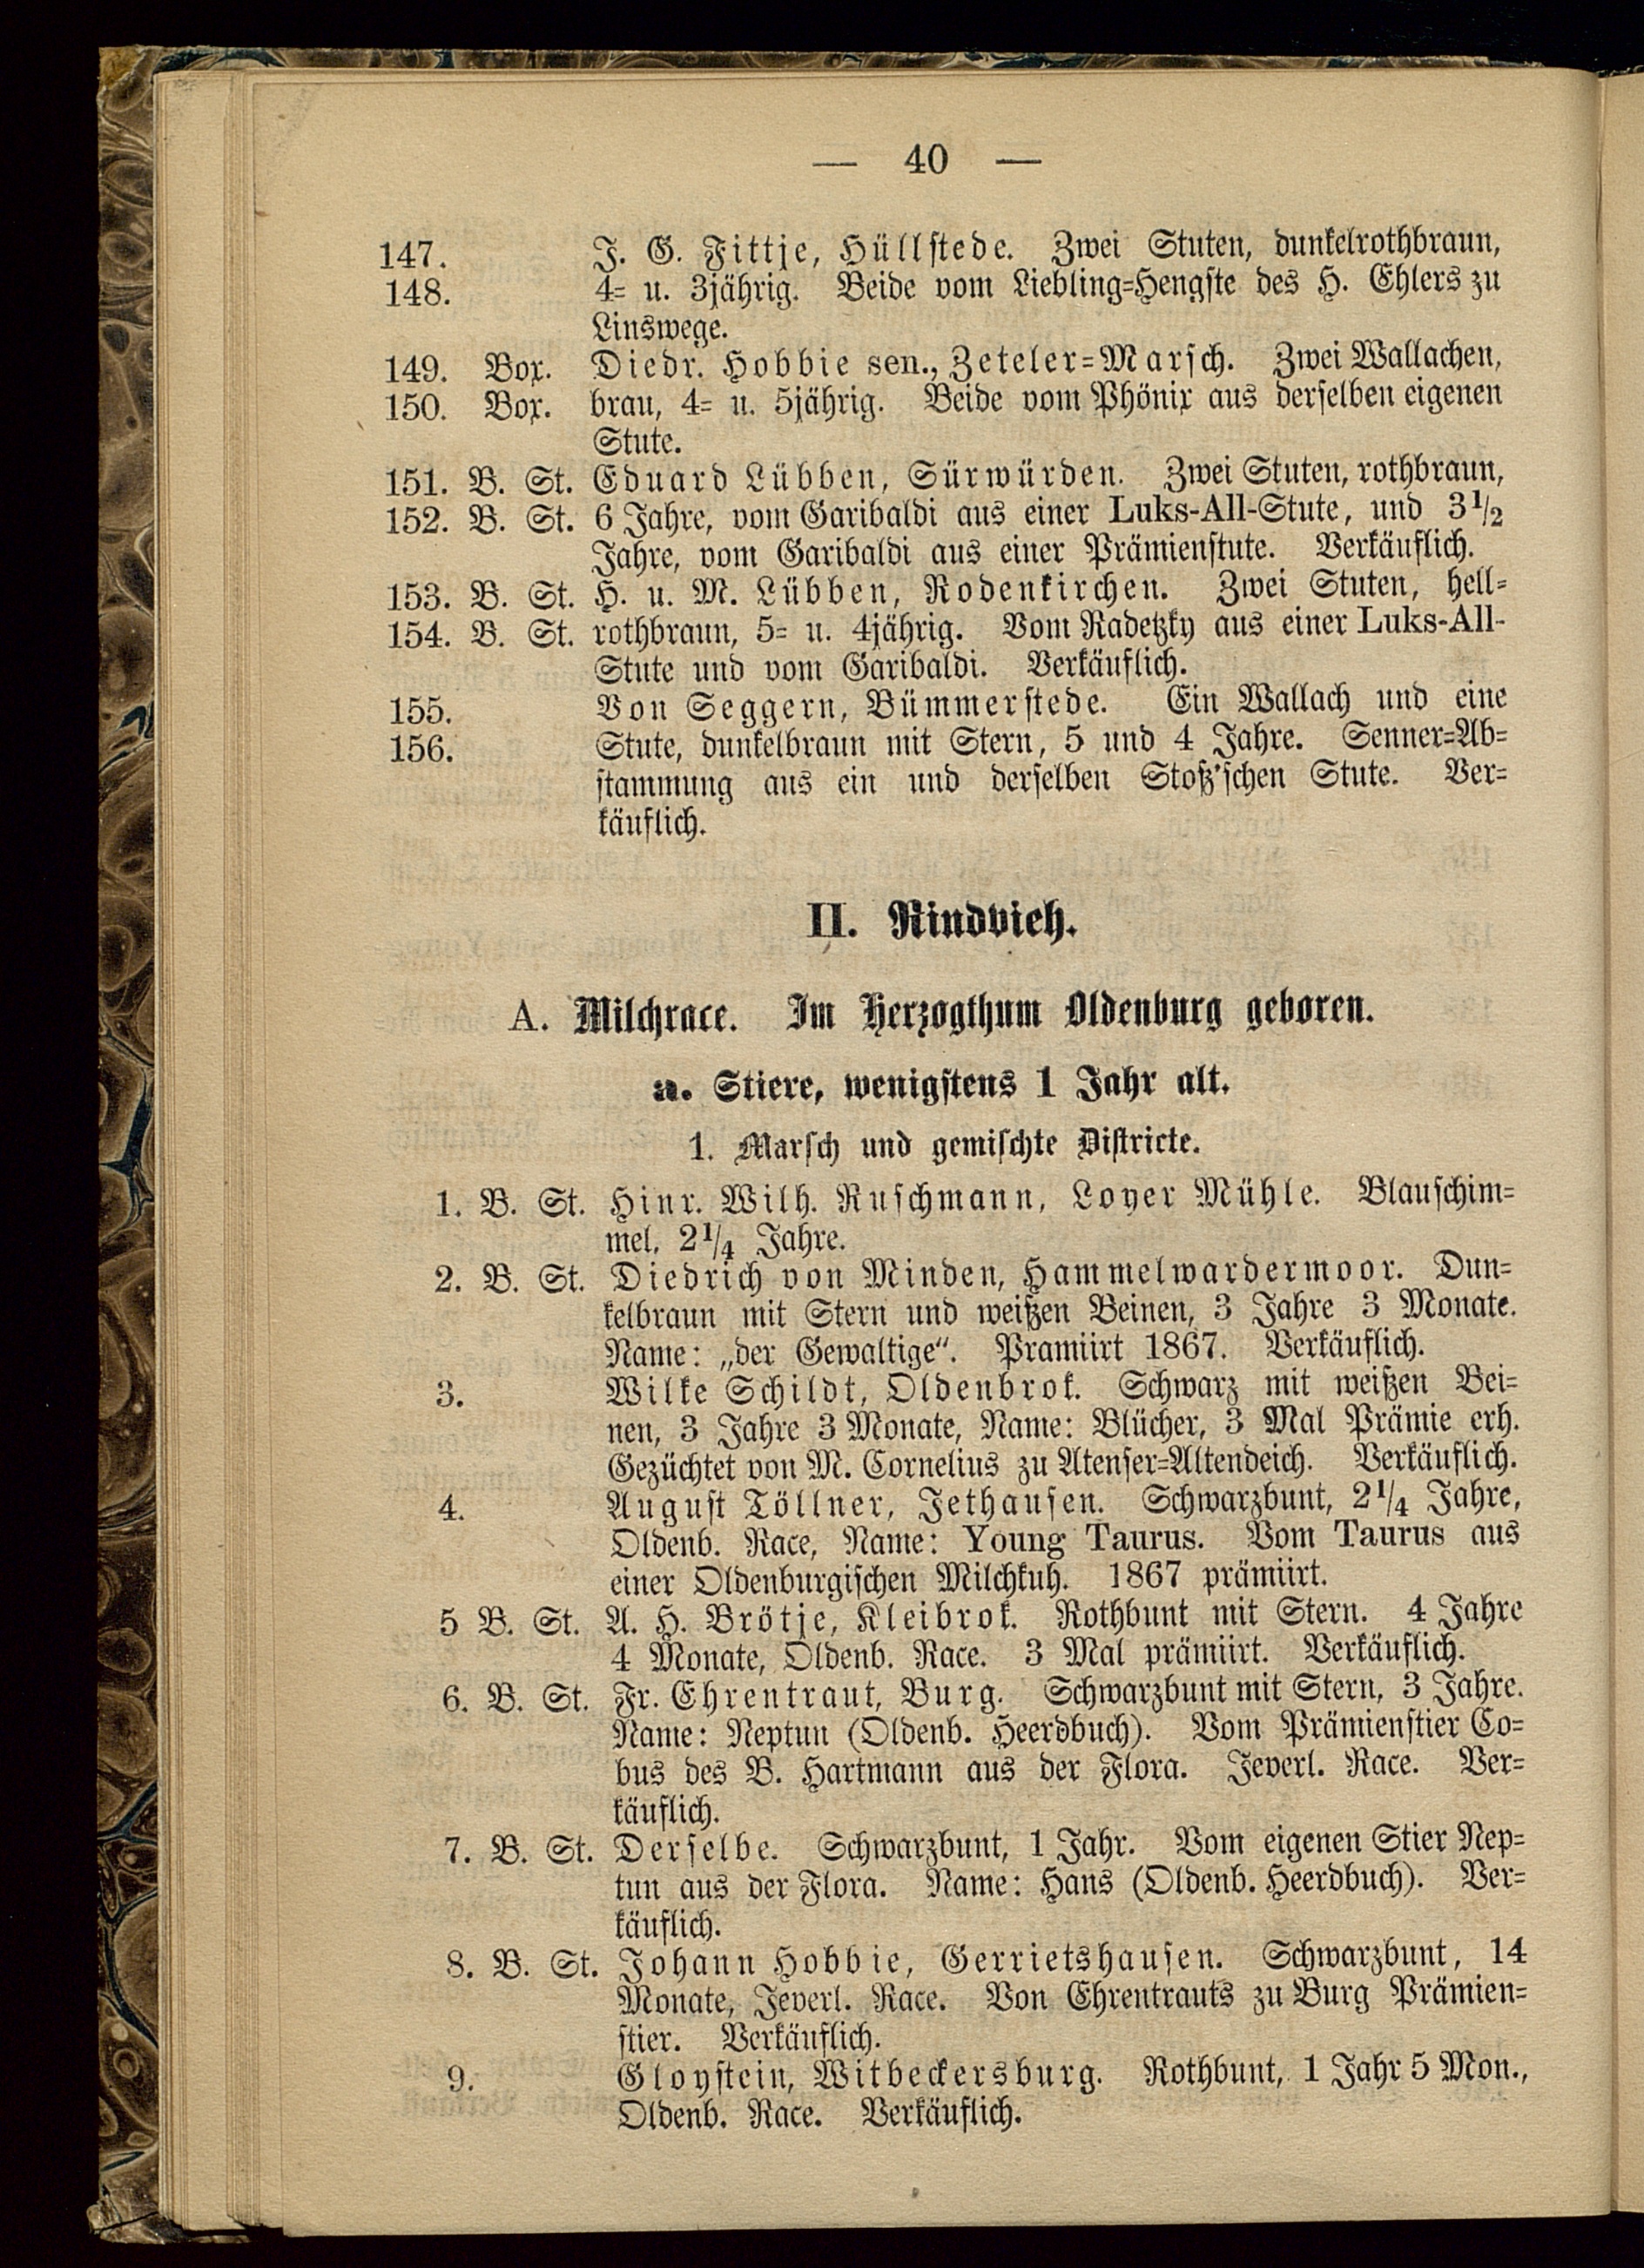 — 40 —
147. J. G. Fittje, Hüllstede. Zwei Stuten, dunkelrothbraun,
148. 4= u. 3jährig. Beide vom Liebling=Hengste des H. Ehlers zu
Linswege.
149. Box. Diedr. Hobbie sen., Zeteler=Marsch. Zwei Wallachen,
150. Box. brau, 4= u. 5jährig. Beide vom Phönix aus derselben eigenen
Stute.
151. B. St. Eduard Lübben, Sürwürden. Zwei Stuten, rothbraun,
152. B. St. 6 Jahre, vom Garibaldi aus einer Luks-All-Stute, und 3½
Jahre, vom Garibaldi aus einer Prämienstute. Verkäuflich.
153. B. St. H. u. M. Lübben, Rodenkirchen. Zwei Stuten, hell=
154. B. St. rothbraun, 5= u. 4jährig. Vom Radetzky aus einer Luks-All-
Stute und vom Garibaldi. Verkäuflich.
155. Von Seggern, Bümmerstede. Ein Wallach und eine
156. Stute, dunkelbraun mit Stern, 5 und 4 Jahre. Senner=Ab=
stammung aus ein und derselben Stoß'schen Stute. Ver=
käuflich.
II. Rindvieh.
A. Milchrace. Im Herzogthum Oldenburg geboren.
a. Stiere, wenigstens 1 Jahr alt.
1. Marsch und gemischte Districte.
1. B. St. Hinr. Wilh. Ruschmann, Loyer Mühle. Blauschim=
mel, 2¼ Jahre.
2. B. St. Diedrich von Minden, Hammelwardermoor. Dun=
kelbraun mit Stern und weißen Beinen, 3 Jahre 3 Monate.
Name: „der Gewaltige“. Pramiirt 1867. Verkäuflich.
3. Wilke Schildt, Oldenbrok. Schwarz mit weißen Bei=
nen, 3 Jahre 3 Monate, Name: Blücher, 3 Mal Prämie erh.
Gezüchtet von M. Cornelius zu Atenser=Altendeich. Verkäuflich.
4. August Töllner, Jethausen. Schwarzbunt, 2¼ Jahre,
Oldenb. Race, Name: Young Taurus. Vom Taurus aus
einer Oldenburgischen Milchkuh. 1867 prämiirt.
5 B. St. A. H. Brötje, Kleibrok. Rothbunt mit Stern. 4 Jahre
4 Monate, Oldenb. Race. 3 Mal prämiirt. Verkäuflich.
6. B. St. Fr. Ehrentraut, Burg. Schwarzbunt mit Stern, 3 Jahre.
Name: Neptun (Oldenb. Heerdbuch). Vom Prämienstier Co=
bus des B. Hartmann aus der Flora. Jeverl. Race. Ver=
käuflich.
7. B. St. Derselbe. Schwarzbunt, 1 Jahr. Vom eigenen Stier Nep=
tun aus der Flora. Name: Hans (Oldenb. Heerdbuch). Ver=
käuflich.
8. B. St. Johann Hobbie, Gerrietshausen. Schwarzbunt, 14
Monate, Jeverl. Race. Von Ehrentrauts zu Burg Prämien=
stier. Verkäuflich.
9. Gloystein, Witbeckersburg. Rothbunt, 1 Jahr 5 Mon.,
Oldenb. Race. Verkäuflich.